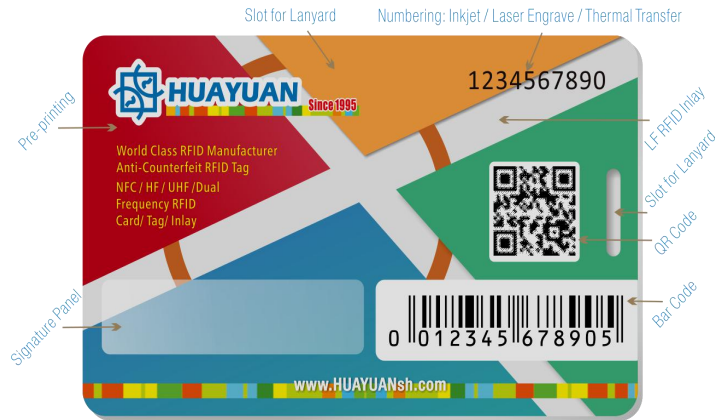 Slot for Lanyard
Numbering: Inkjet / Laser Engrave / Thermal Transfer
HUAYUAN
Since 1995
1234567890
Pre-printing
LF RFID Inlay
World Class RFID Manufacturer
Anti-Counterfeit RFID Tag
NFC / HF / UHF /Dual
Frequency RFID
Card/ Tag/ Inlay
Slot for Lanyard
QR Code
Signature Panel
Bar Code
0 012345 678905
www.HUAYUANsh.com